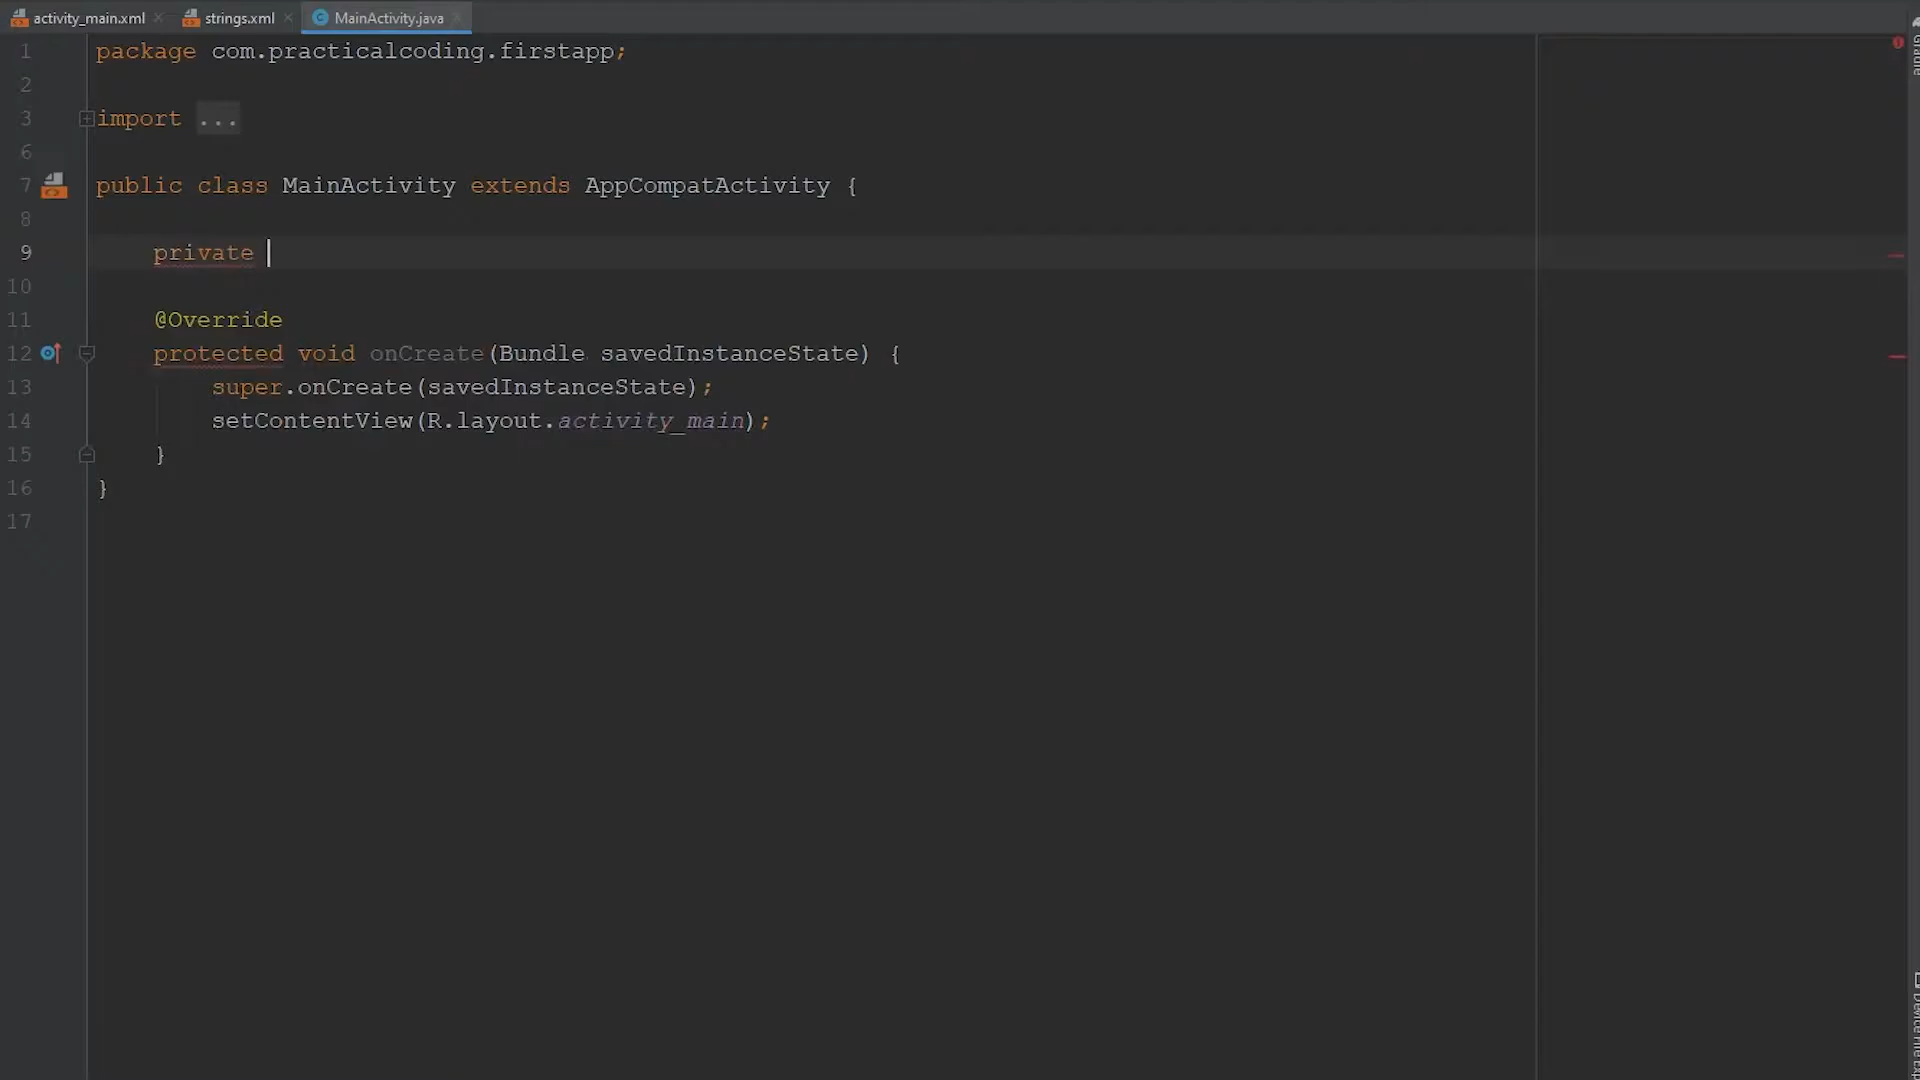 activity_main.xml strings.xml MainActivity.java
1 package com.practicalcoding.firstapp;
2
3 import ...
6
7 public class MainActivity extends AppCompatActivity {
8
9 private
10
11 @Override
12 protected void onCreate(Bundle savedInstanceState) {
13 super.onCreate(savedInstanceState);
14 setContentView(R.layout.activity_main);
15 }
16 }
17
Gradle